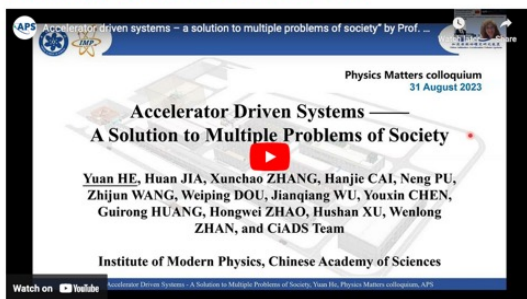 APS
Accelerator driven systems – a solution to multiple problems of society" by Prof. ...
IMP
Share
Physics Matters colloquium
31 August 2023
Accelerator Driven Systems ——
A Solution to Multiple Problems of Society
Yuan HE, Huan JIA, Xunchao ZHANG, Hanjie CAI, Neng PU,
Zhijun WANG, Weiping DOU, Jianqiang WU, Youxin CHEN,
Guirong HUANG, Hongwei ZHAO, Hushan XU, Wenlong
ZHAN, and CiADS Team
Institute of Modern Physics, Chinese Academy of Sciences
Watch on YouTube
Accelerator Driven Systems - A Solution to Multiple Problems of Society, Yuan He, Physics Matters colloquium, APS